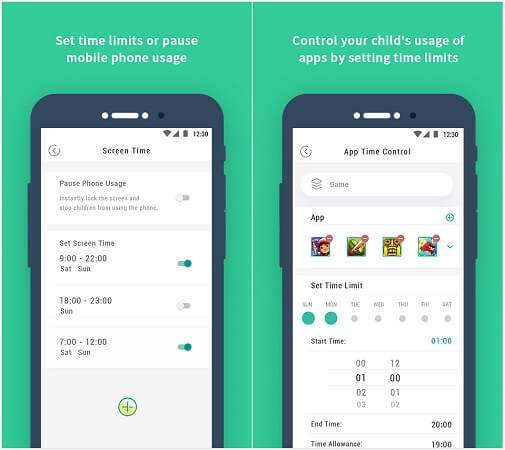 Set time limits or pause
mobile phone usage
12:30
Screen Time
Pause Phone Usage
Instantly lock the screen and
stop children from using the phone.
Set Screen Time
9:00 - 22:00
Sat Sun
18:00 - 23:00
Sun
7:00 - 12:00
Sat Sun
Control your child's usage of
apps by setting time limits
12:30
App Time Control
Game
App
Set Time Limit
SUN MON TUE WED THU FRI SAT
Start Time: 01:00
00 12
01 00
02 01
03 02
End Time: 20:00
Time Allowance: 19:00